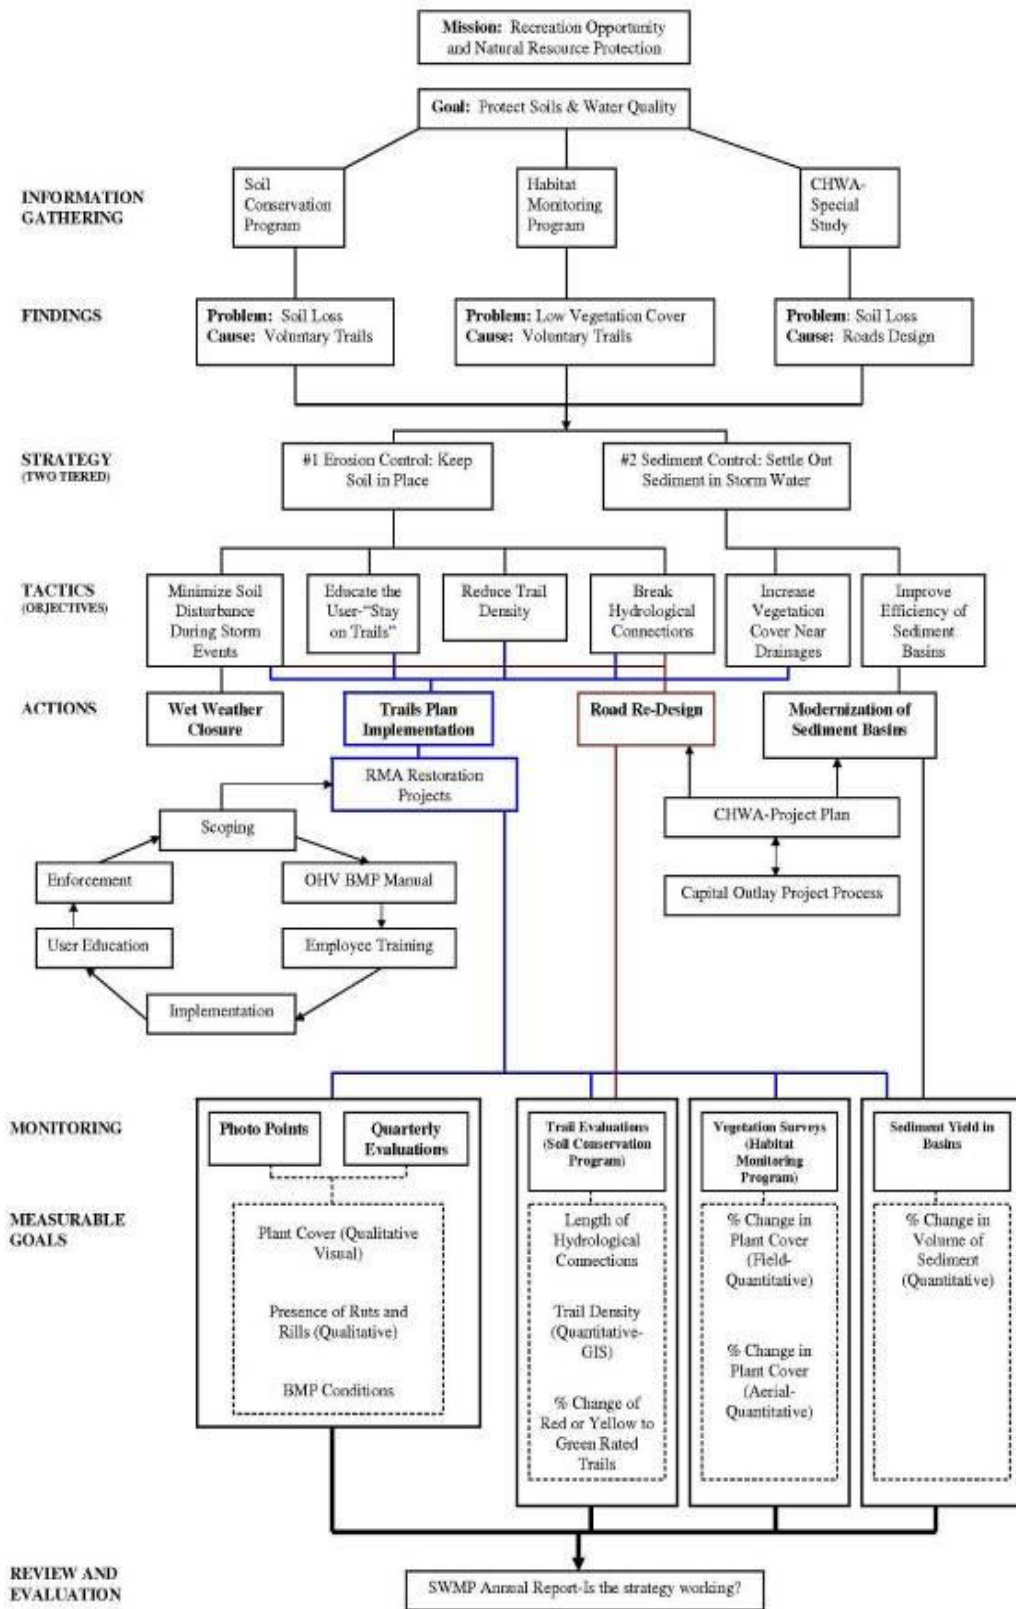 Mission: Recreation Opportunity
and Natural Resource Protection
Goal: Protect Soils & Water Quality
INFORMATION
GATHERING
Soil
Conservation
Program
Habitat
Monitoring
Program
CHWA-
Special
Study
FINDINGS
Problem: Soil Loss
Cause: Voluntary Trails
Problem: Low Vegetation Cover
Cause: Voluntary Trails
Problem: Soil Loss
Cause: Roads Design
STRATEGY
(TWO TIERED)
#1 Erosion Control: Keep
Soil in Place
#2 Sediment Control: Settle Out
Sediment in Storm Water
TACTICS
(OBJECTIVES)
Minimize Soil
Disturbance
During Storm
Events
Educate the
User-"Stay
on Trails"
Reduce Trail
Density
Break
Hydrological
Connections
Increase
Vegetation
Cover Near
Drainages
Improve
Efficiency of
Sediment
Basins
ACTIONS
Wet Weather
Closure
Trails Plan
Implementation
Road Re-Design
Modernization of
Sediment Basins
RMA Restoration
Projects
Scoping
CHWA-Project Plan
Enforcement
OHV BMP Manual
Capital Outlay Project Process
User Education
Employee Training
Implementation
MONITORING
Photo Points
Quarterly
Evaluations
Trail Evaluations
(Soil Conservation
Program)
Vegetation Surveys
(Habitat
Monitoring
Program)
Sediment Yield in
Basins
MEASURABLE
GOALS
Plant Cover (Qualitative
Visual)
Presence of Ruts and
Rills (Qualitative)
BMP Conditions
Length of
Hydrological
Connections
Trail Density
(Quantitative-
GIS)
% Change of
Red or Yellow to
Green Rated
Trails
% Change in
Plant Cover
(Field-
Quantitative)
% Change in
Plant Cover
(Aerial-
Quantitative)
% Change in
Volume of
Sediment
(Quantitative)
REVIEW AND
EVALUATION
SWMP Annual Report-Is the strategy working?